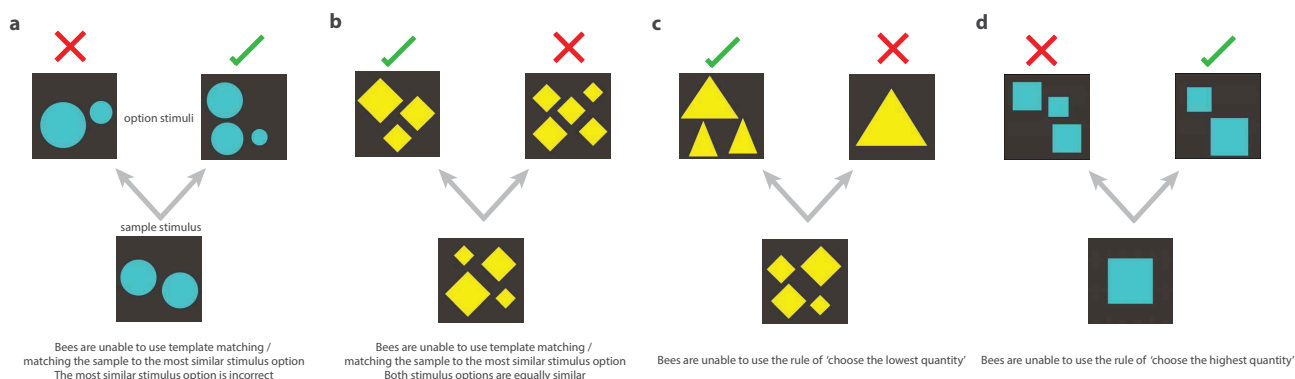 a
option stimuli
sample stimulus
Bees are unable to use template matching /
matching the sample to the most similar stimulus option
The most similar stimulus option is incorrect
b
Bees are unable to use template matching /
matching the sample to the most similar stimulus option
Both stimulus options are equally similar
c
Bees are unable to use the rule of ‘choose the lowest quantity’
d
Bees are unable to use the rule of ‘choose the highest quantity’